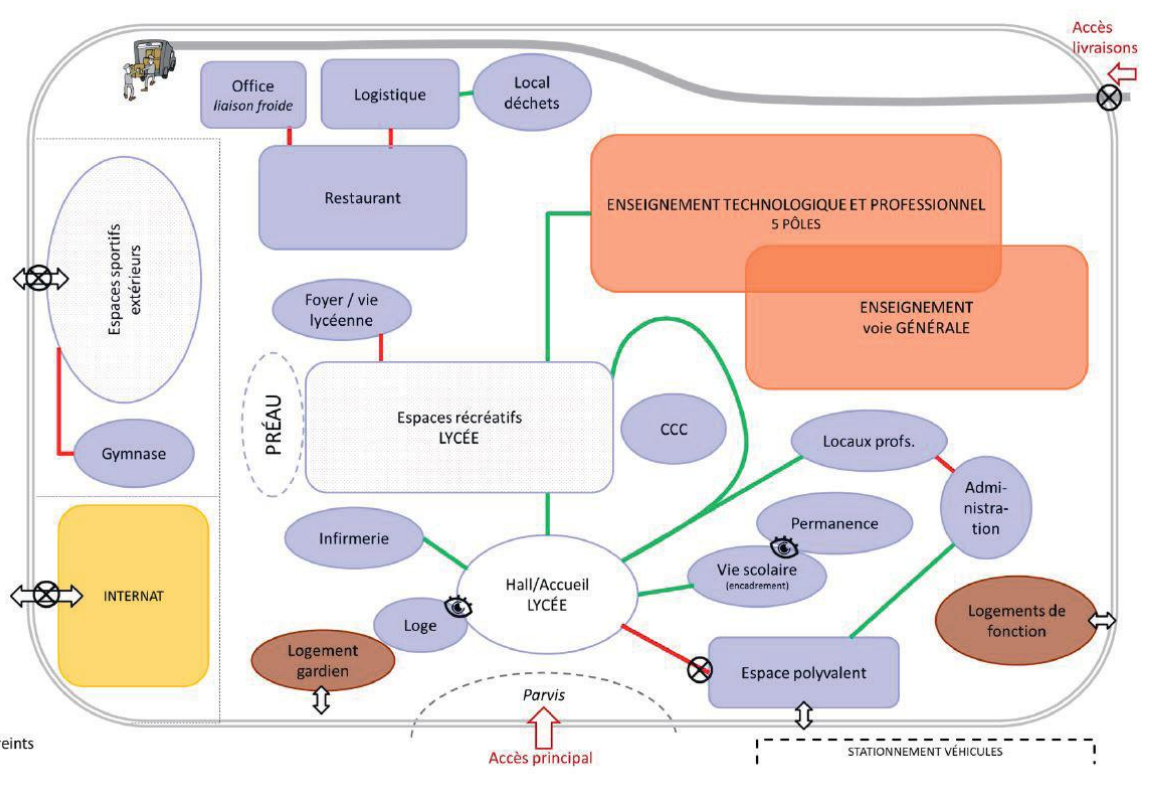 Accès
livraisons
Office
liaison froide
Logistique
Local
déchets
Restaurant
ENSEIGNEMENT TECHNOLOGIQUE ET PROFESSIONNEL
5 PÔLES
Espaces sportifs
extérieurs
Foyer / vie
lycéenne
ENSEIGNEMENT
voie GÉNÉRALE
PRÉAU
Espaces récréatifs
LYCÉE
CCC
Locaux profs.
Gymnase
Admi-
nistra-
tion
Permanence
Infirmerie
Vie scolaire
(encadrement)
Hall/Accueil
LYCÉE
INTERNAT
Loge
Logements de
fonction
Logement
gardien
Espace polyvalent
Parvis
reints
Accès principal
STATIONNEMENT VÉHICULES